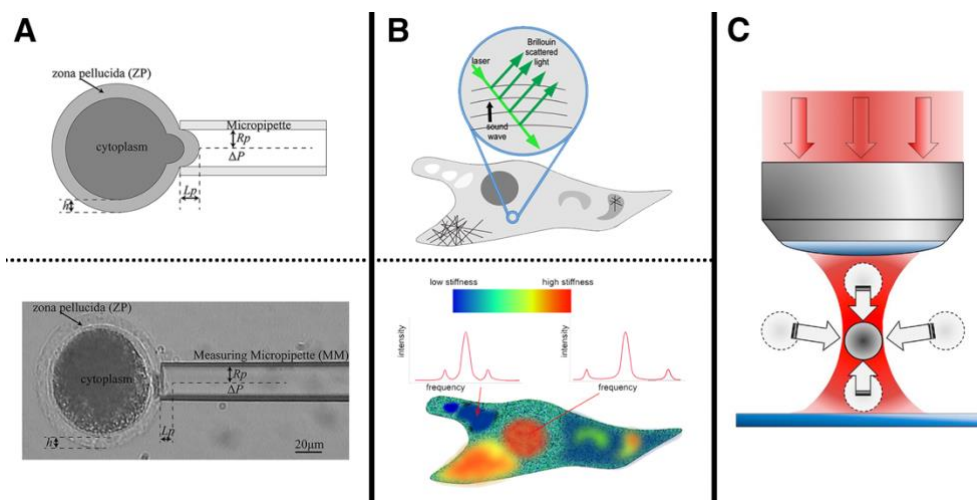 A
zona pellucida (ZP)
Micropipette
Rp
cytoplasm
ΔP
Lp
h
zona pellucida (ZP)
Measuring Micropipette (MM)
Rp
cytoplasm
ΔP
h
Lp
20μm
B
Brillouin
scattered
light
laser
sound
wave
low stiffness
high stiffness
intensity
frequency
intensity
frequency
C